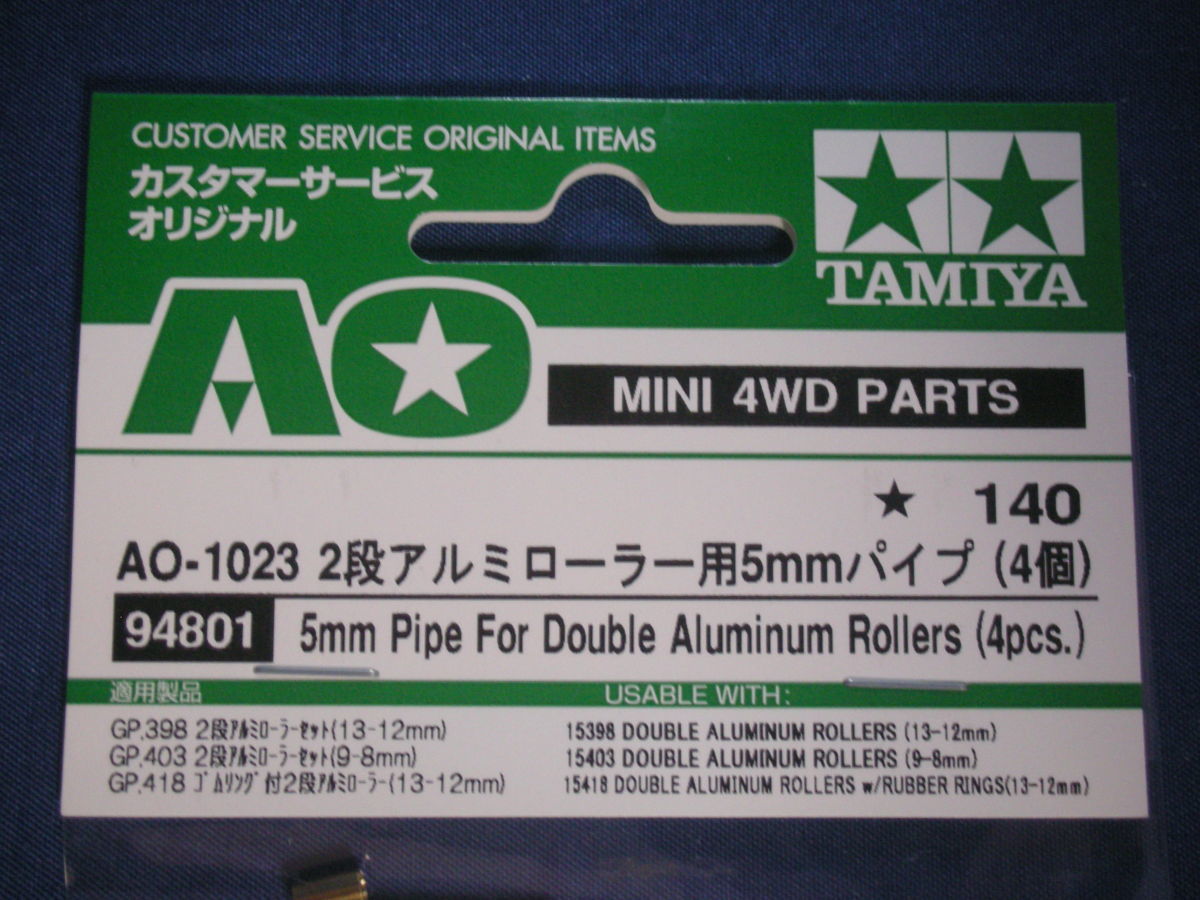 CUSTOMER SERVICE ORIGINAL ITEMS
カスタマーサービス
オリジナル
TAMIYA
AO
MINI 4WD PARTS
★ 140
AO-1023 2段アルミローラー用5mmパイプ (4個)
94801 5mm Pipe For Double Aluminum Rollers (4pcs.)
適用製品
GP.398 2段ｱﾙﾐﾛｰﾗｰｾｯﾄ(13-12mm)
GP.403 2段ｱﾙﾐﾛｰﾗｰｾｯﾄ(9-8mm)
GP.418 ｺﾞﾑﾘﾝｸﾞ付2段ｱﾙﾐﾛｰﾗｰ(13-12mm)
USABLE WITH:
15398 DOUBLE ALUMINUM ROLLERS (13-12mm)
15403 DOUBLE ALUMINUM ROLLERS (9-8mm)
15418 DOUBLE ALUMINUM ROLLERS w/RUBBER RINGS(13-12mm)